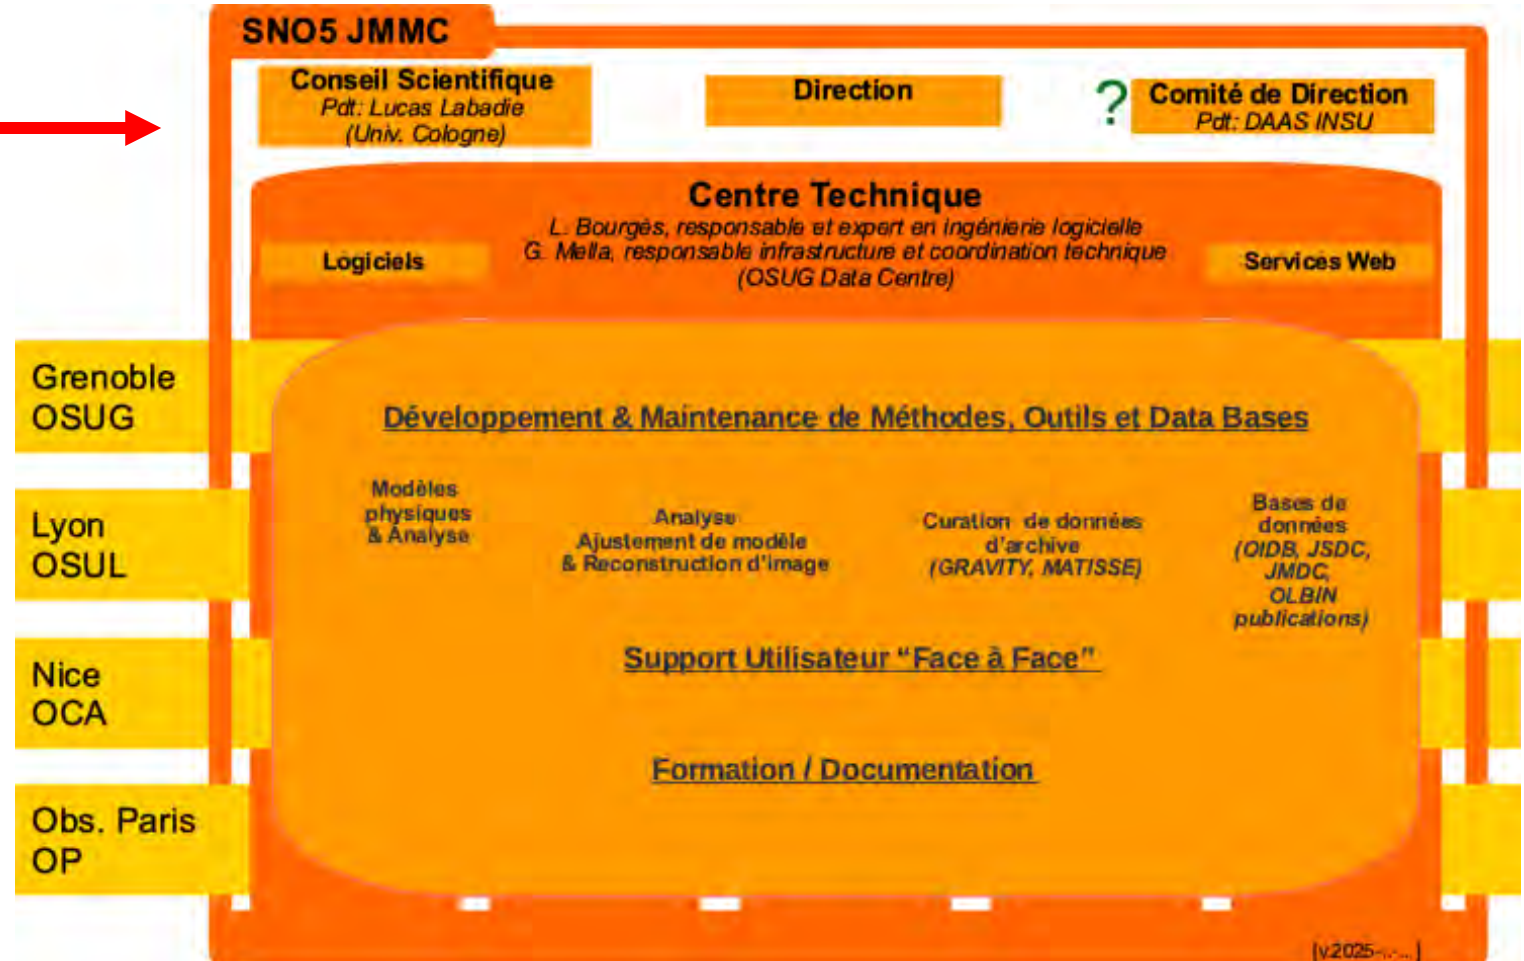 SNO5 JMMC
Conseil Scientifique
Pdt: Lucas Labadie
(Univ. Cologne)
Direction
?
Comité de Direction
Pdt: DAAS INSU
Centre Technique
L. Bourgès, responsable et expert en ingénierie logicielle
G. Mella, responsable infrastructure et coordination technique
(OSUG Data Centre)
Logiciels
Services Web
Grenoble
OSUG
Lyon
OSUL
Nice
OCA
Obs. Paris
OP
Développement & Maintenance de Méthodes, Outils et Data Bases
Modèles
physiques
& Analyse
Analyse
Ajustement de modèle
& Reconstruction d'image
Curation de données
d'archive
(GRAVITY, MATISSE)
Bases de
données
(OIDB, JSDC,
JMDC,
OLBIN
publications)
Support Utilisateur “Face à Face”
Formation / Documentation
[v.2025-..-...]